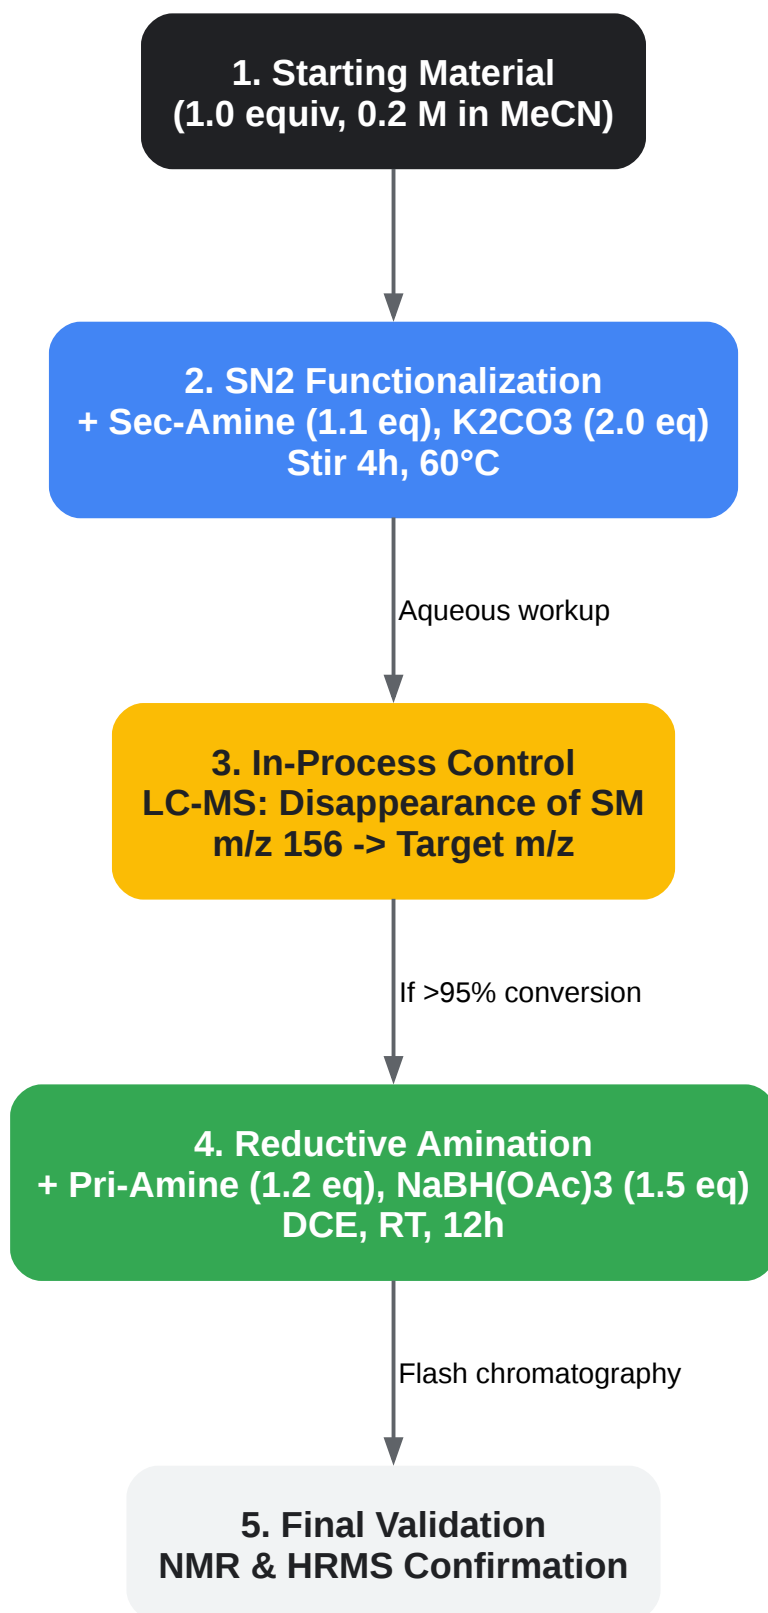 1. Starting Material
(1.0 equiv, 0.2 M in MeCN)
2. SN2 Functionalization
+ Sec-Amine (1.1 eq), K2CO3 (2.0 eq)
Stir 4h, 60°C
Aqueous workup
3. In-Process Control
LC-MS: Disappearance of SM
m/z 156 -> Target m/z
If >95% conversion
4. Reductive Amination
+ Pri-Amine (1.2 eq), NaBH(OAc)3 (1.5 eq)
DCE, RT, 12h
Flash chromatography
5. Final Validation
NMR & HRMS Confirmation